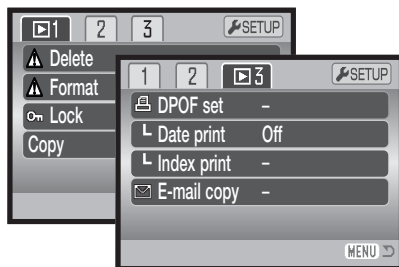 1 2 3 SETUP
Delete
Format
Lock
Copy
1 2 3 SETUP
DPOF set –
Date print Off
Index print –
E-mail copy –
MENU